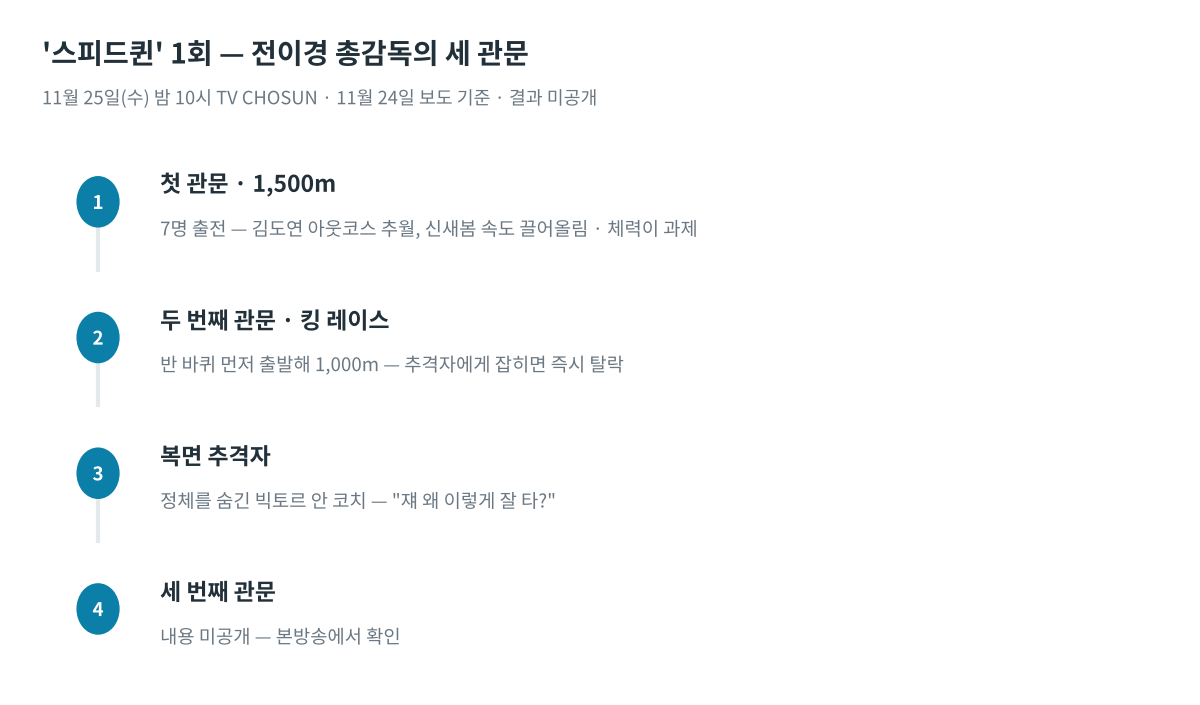 '스피드퀸' 1회 — 전이경 총감독의 세 관문
11월 25일(수) 밤 10시 TV CHOSUN · 11월 24일 보도 기준 · 결과 미공개
1
첫 관문 · 1,500m
7명 출전 — 김도연 아웃코스 추월, 신새봄 속도 끌어올림 · 체력이 과제
2
두 번째 관문 · 킹 레이스
반 바퀴 먼저 출발해 1,000m — 추격자에게 잡히면 즉시 탈락
3
복면 추격자
정체를 숨긴 빅토르 안 코치 — "쟤 왜 이렇게 잘 타?"
4
세 번째 관문
내용 미공개 — 본방송에서 확인